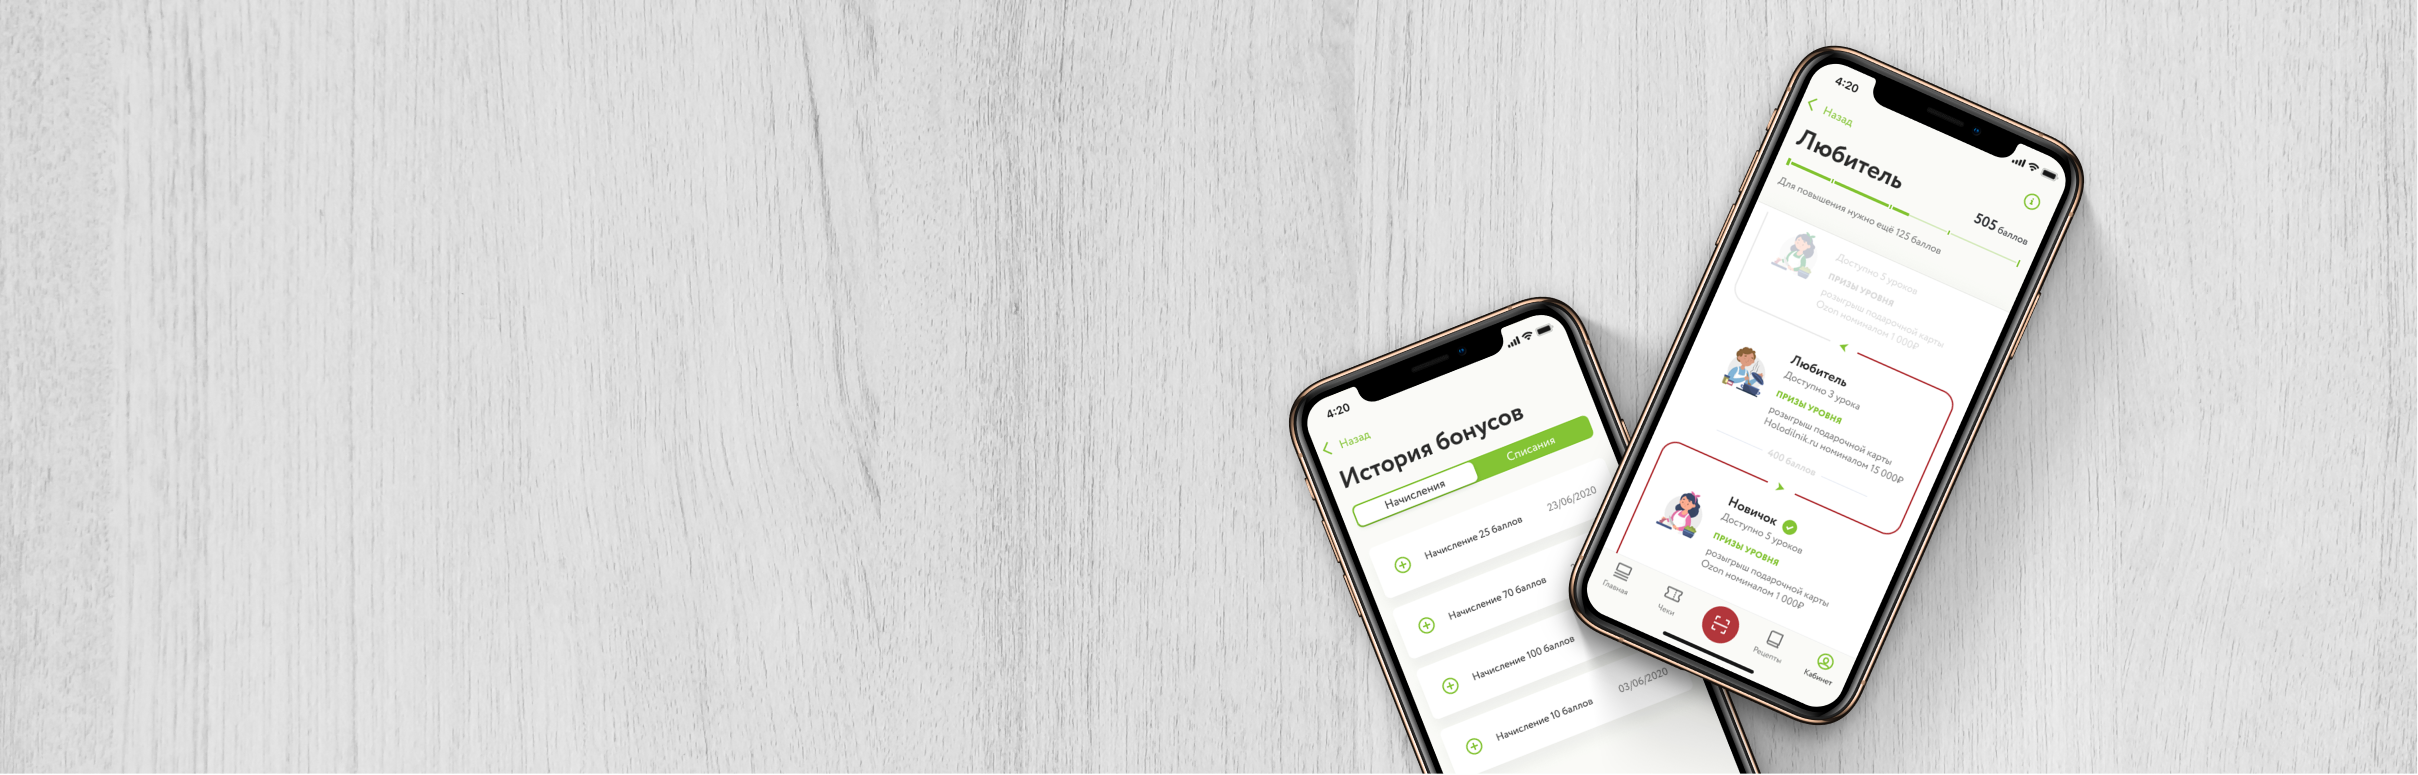 4:20
Назад
История бонусов
Начисления
Списания
Начисление 25 баллов
23/06/2020
Начисление 70 баллов
Начисление 100 баллов
Начисление 10 баллов
03/06/2020
4:20
Назад
Любитель
505 баллов
Для повышения нужно ещё 125 баллов
Доступно 5 уроков
ПРИЗЫ УРОВНЯ
розыгрыш подарочной карты
Ozon номиналом 1 000₽
Любитель
Доступно 3 урока
ПРИЗЫ УРОВНЯ
розыгрыш подарочной карты
Holodilnik.ru номиналом 15 000₽
400 баллов
Новичок
Доступно 5 уроков
ПРИЗЫ УРОВНЯ
розыгрыш подарочной карты
Ozon номиналом 1 000₽
Главная
Чеки
Рецепты
Кабинет